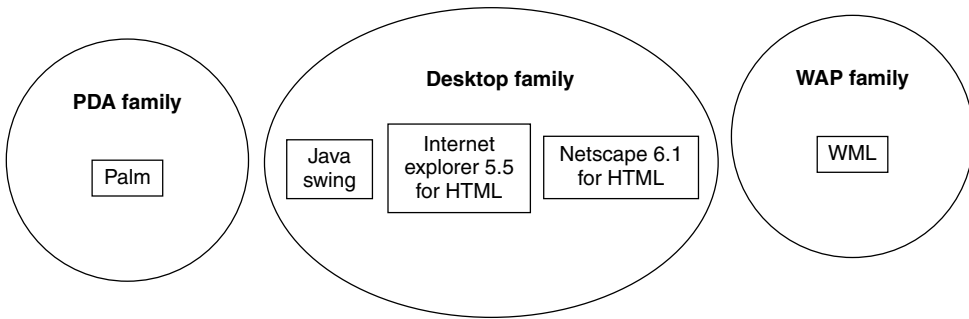 PDA family
Palm
Desktop family
Java
swing
Internet
explorer 5.5
for HTML
Netscape 6.1
for HTML
WAP family
WML